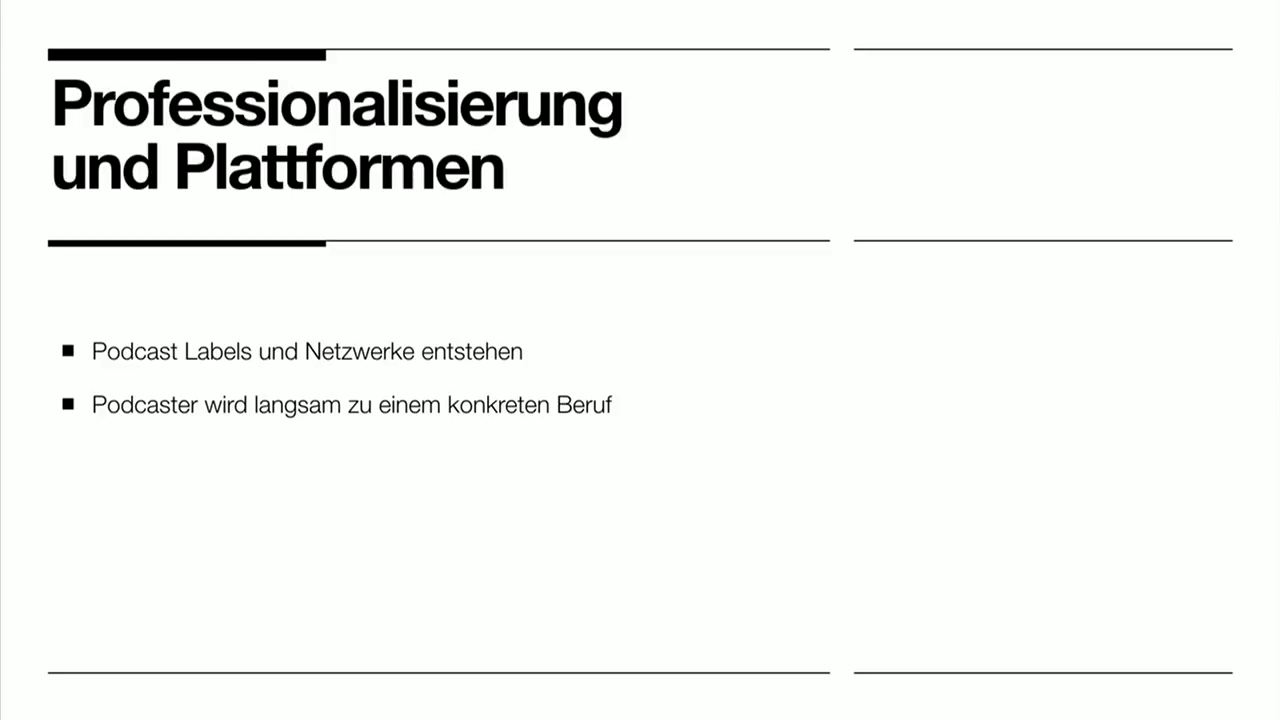 Professionalisierung
und Plattformen
Podcast Labels und Netzwerke entstehen
Podcaster wird langsam zu einem konkreten Beruf